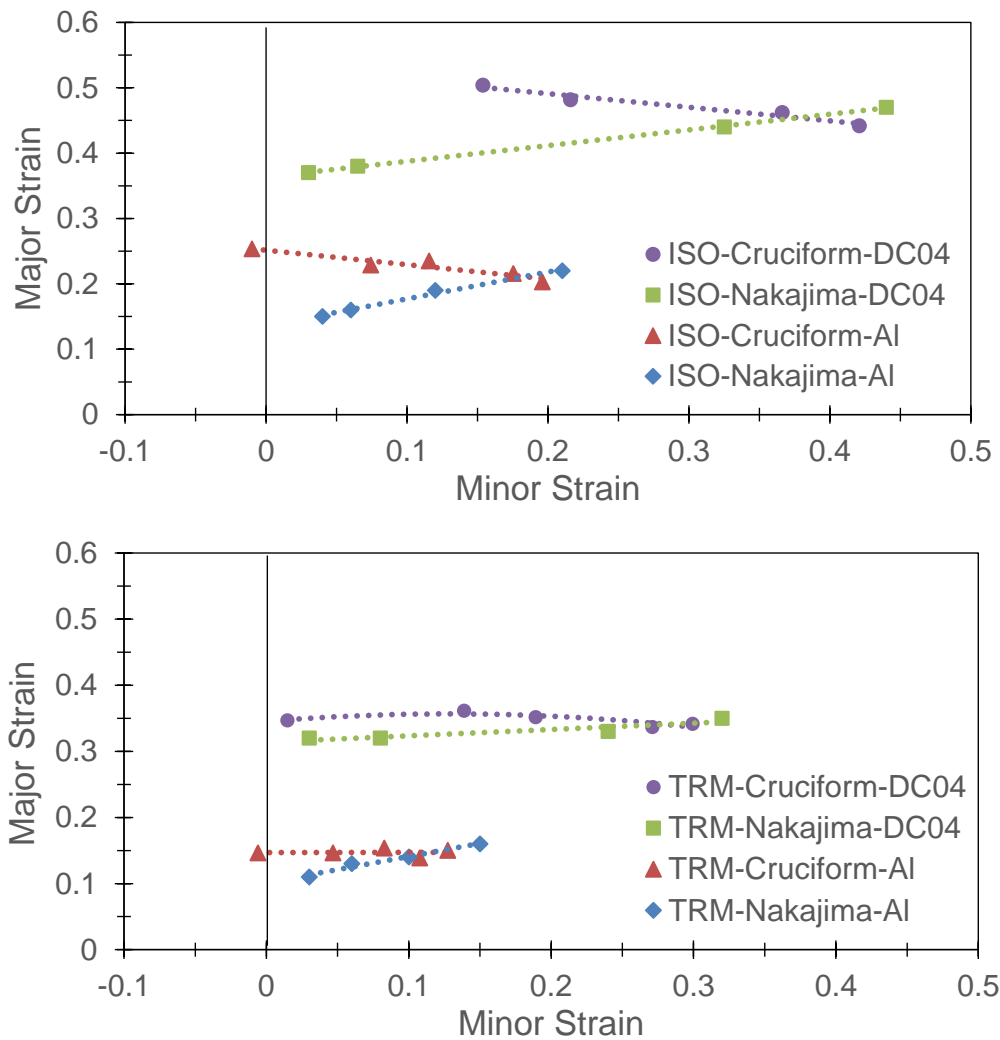 0.6
0.5
0.4
0.3
0.2
0.1
0
Major Strain
ISO-Cruciform-DC04
ISO-Nakajima-DC04
ISO-Cruciform-Al
ISO-Nakajima-Al
-0.1 0 0.1 0.2 0.3 0.4 0.5
Minor Strain
0.6
0.5
0.4
0.3
0.2
0.1
0
Major Strain
TRM-Cruciform-DC04
TRM-Nakajima-DC04
TRM-Cruciform-Al
TRM-Nakajima-Al
-0.1 0 0.1 0.2 0.3 0.4 0.5
Minor Strain